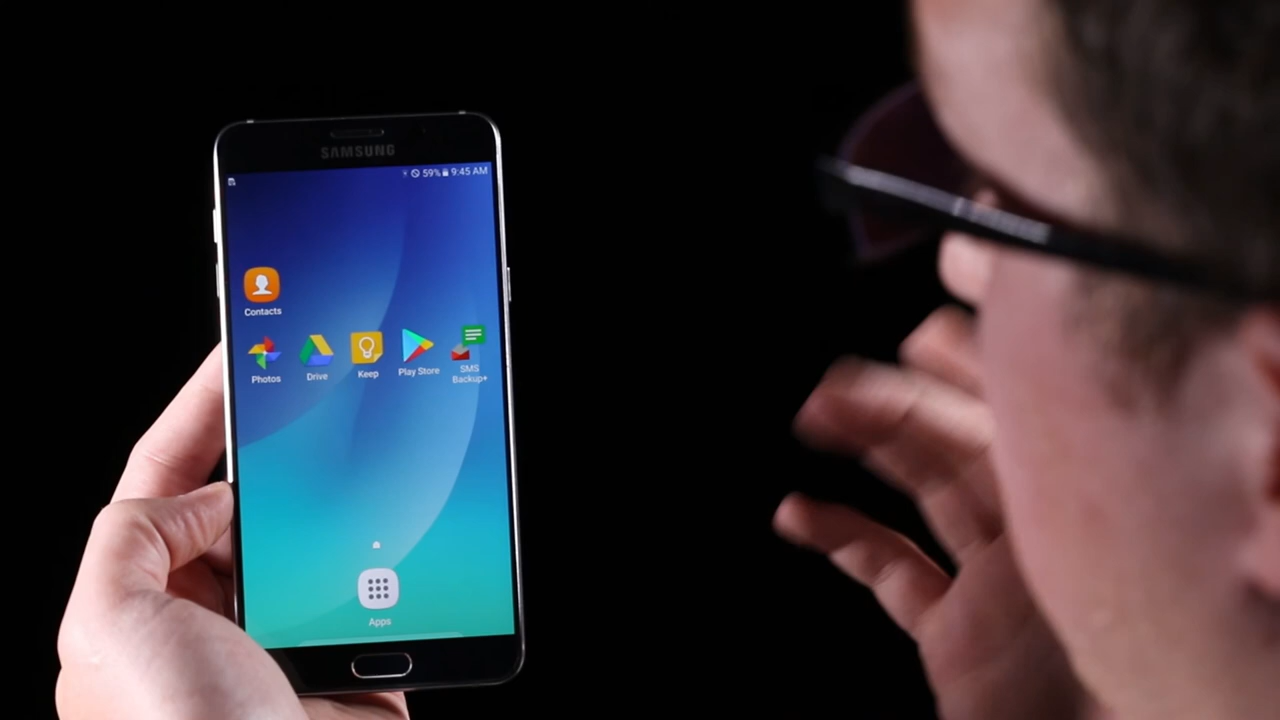 SAMSUNG
59% 9:45 AM
Contacts
Photos
Drive
Keep
Play Store
SMS
Backup+
Apps